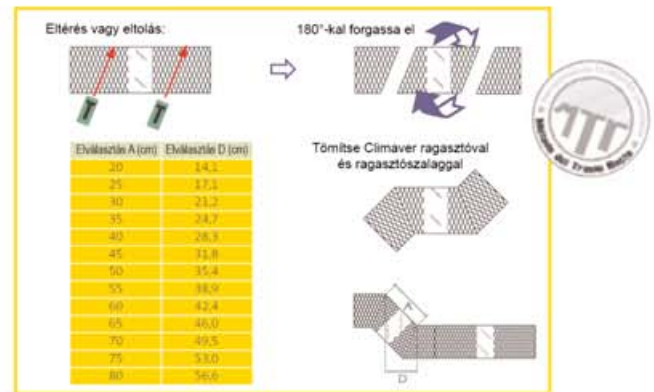 Eltérés vagy eltolás:
180°-kal forgassa el
Elválasztás A (cm) Elválasztás D (cm)
20 14,1
25 17,1
30 21,2
35 24,7
40 28,3
45 31,8
50 35,4
55 38,9
60 42,4
65 46,0
70 49,5
75 53,0
80 56,6
Tömítse Climaver ragasztóval
és ragasztószalaggal
A
D
MTR